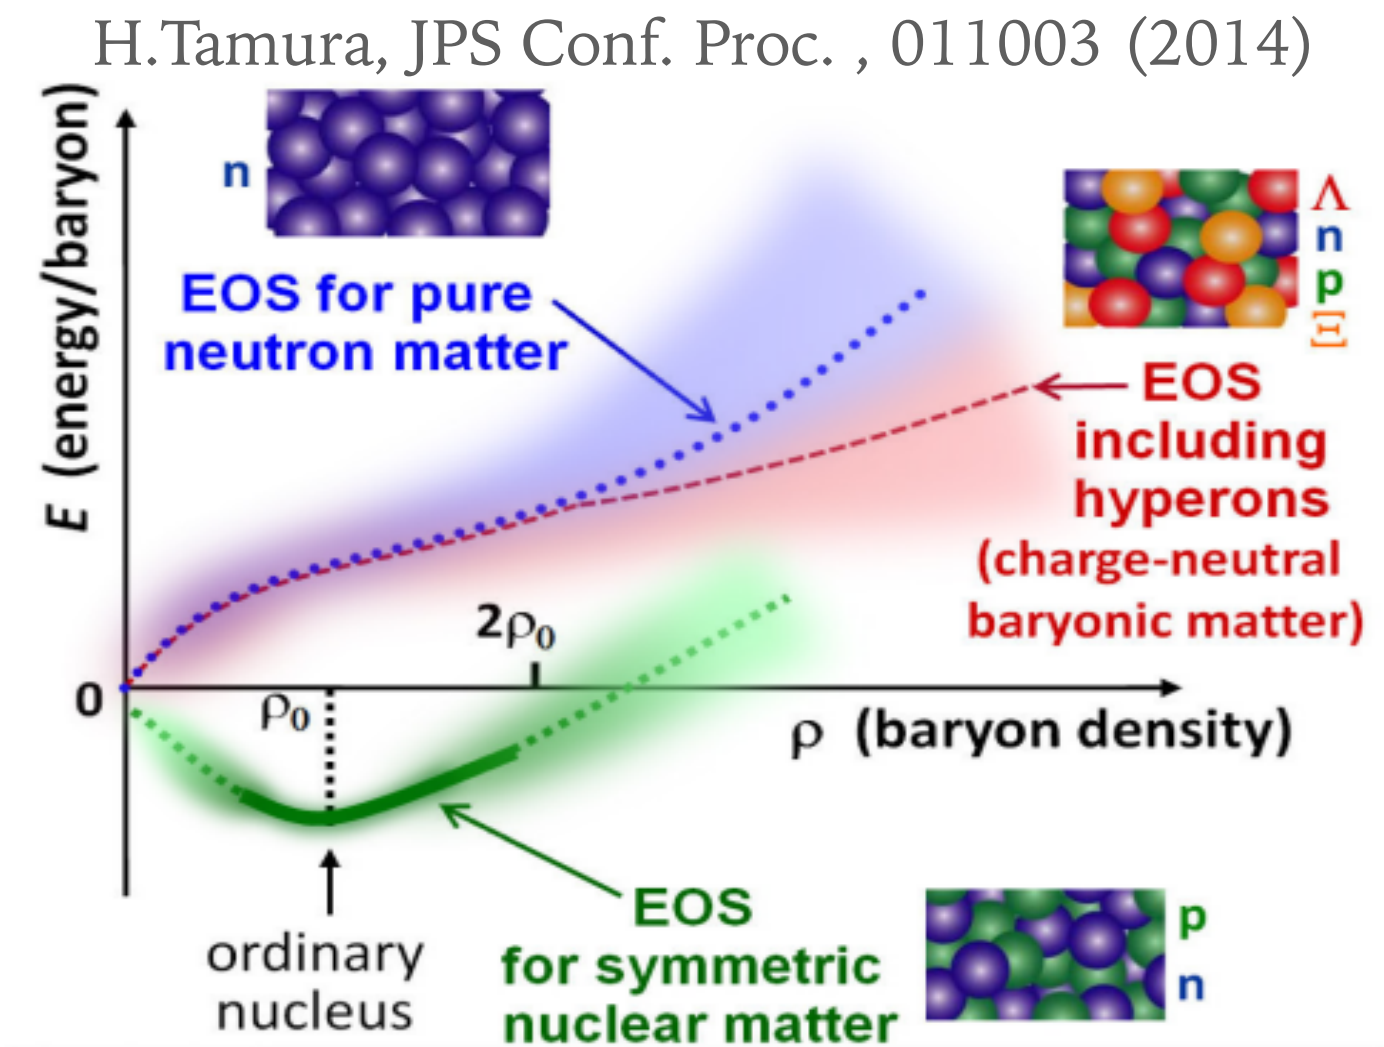 H.Tamura, JPS Conf. Proc. , 011003 (2014)
E (energy/baryon)
n
EOS for pure
neutron matter
Λ
n
p
Ξ
EOS
including
hyperons
(charge-neutral
baryonic matter)
2ρ₀
0
ρ₀
ρ (baryon density)
ordinary
nucleus
EOS
for symmetric
nuclear matter
p
n